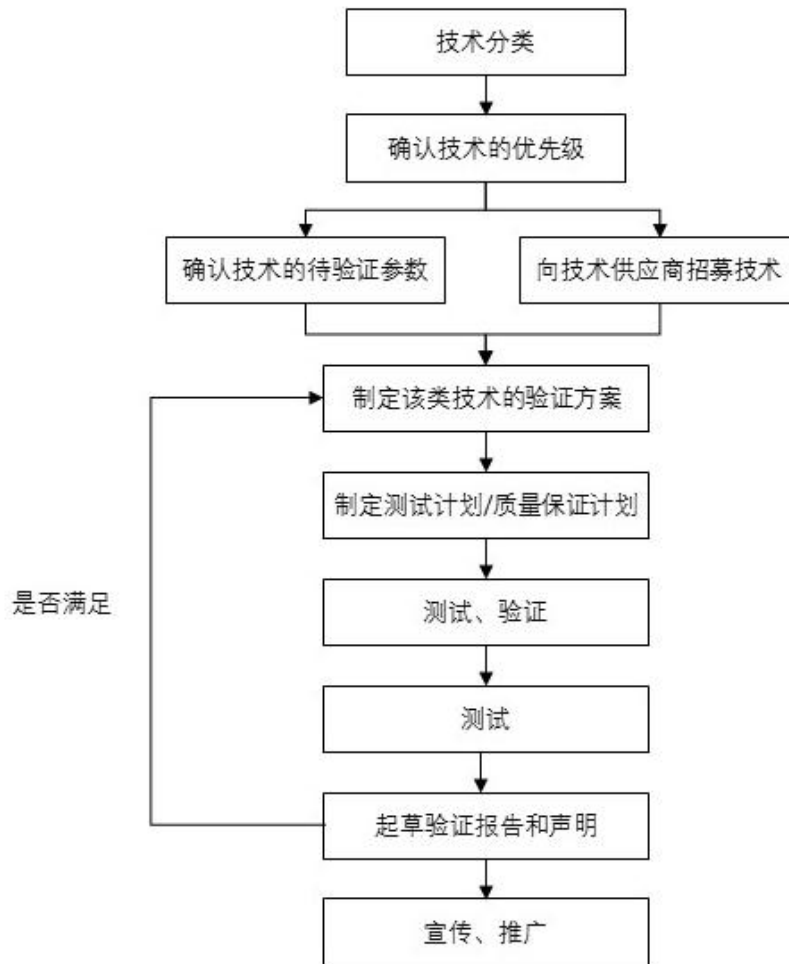 技术分类
确认技术的优先级
确认技术的待验证参数
向技术供应商招募技术
制定该类技术的验证方案
制定测试计划/质量保证计划
是否满足
测试、验证
测试
起草验证报告和声明
宣传、推广